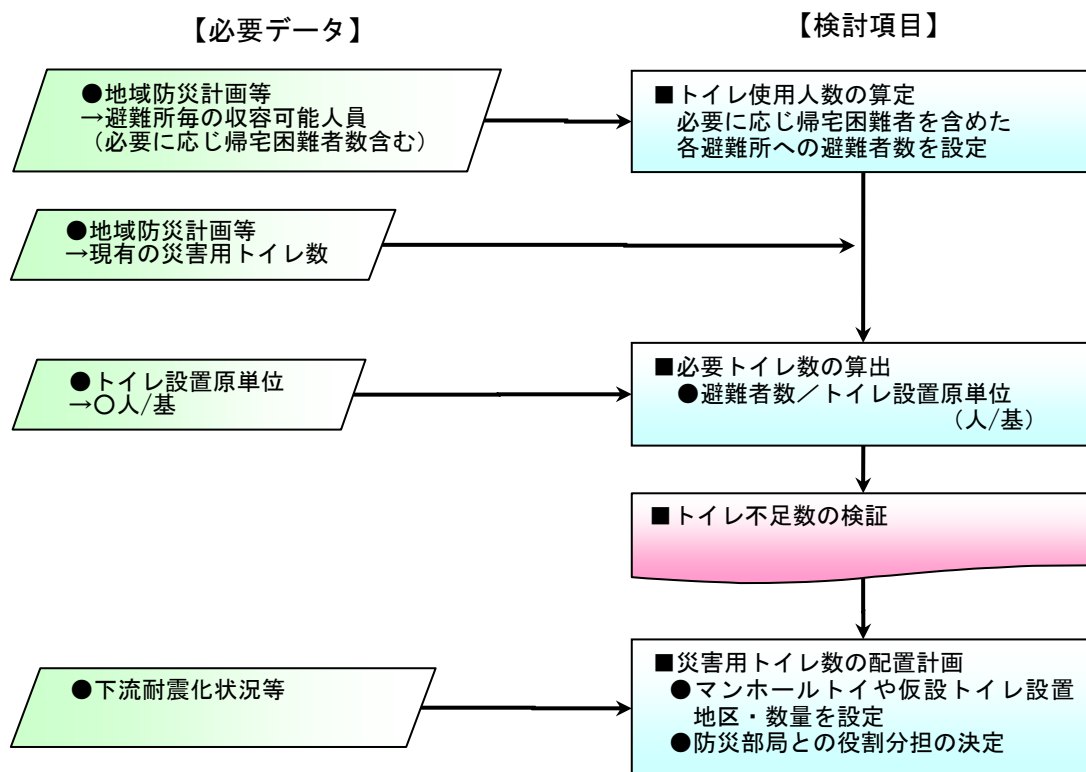 【必要データ】
【検討項目】
●地域防災計画等
→避難所毎の収容可能人員
（必要に応じ帰宅困難者数含む）
■トイレ使用人数の算定
必要に応じ帰宅困難者を含めた
各避難所への避難者数を設定
●地域防災計画等
→現有の災害用トイレ数
●トイレ設置原単位
→〇人/基
■必要トイレ数の算出
●避難者数／トイレ設置原単位
（人/基）
■トイレ不足数の検証
●下流耐震化状況等
■災害用トイレ数の配置計画
●マンホールトイや仮設トイレ設置
地区・数量を設定
●防災部局との役割分担の決定